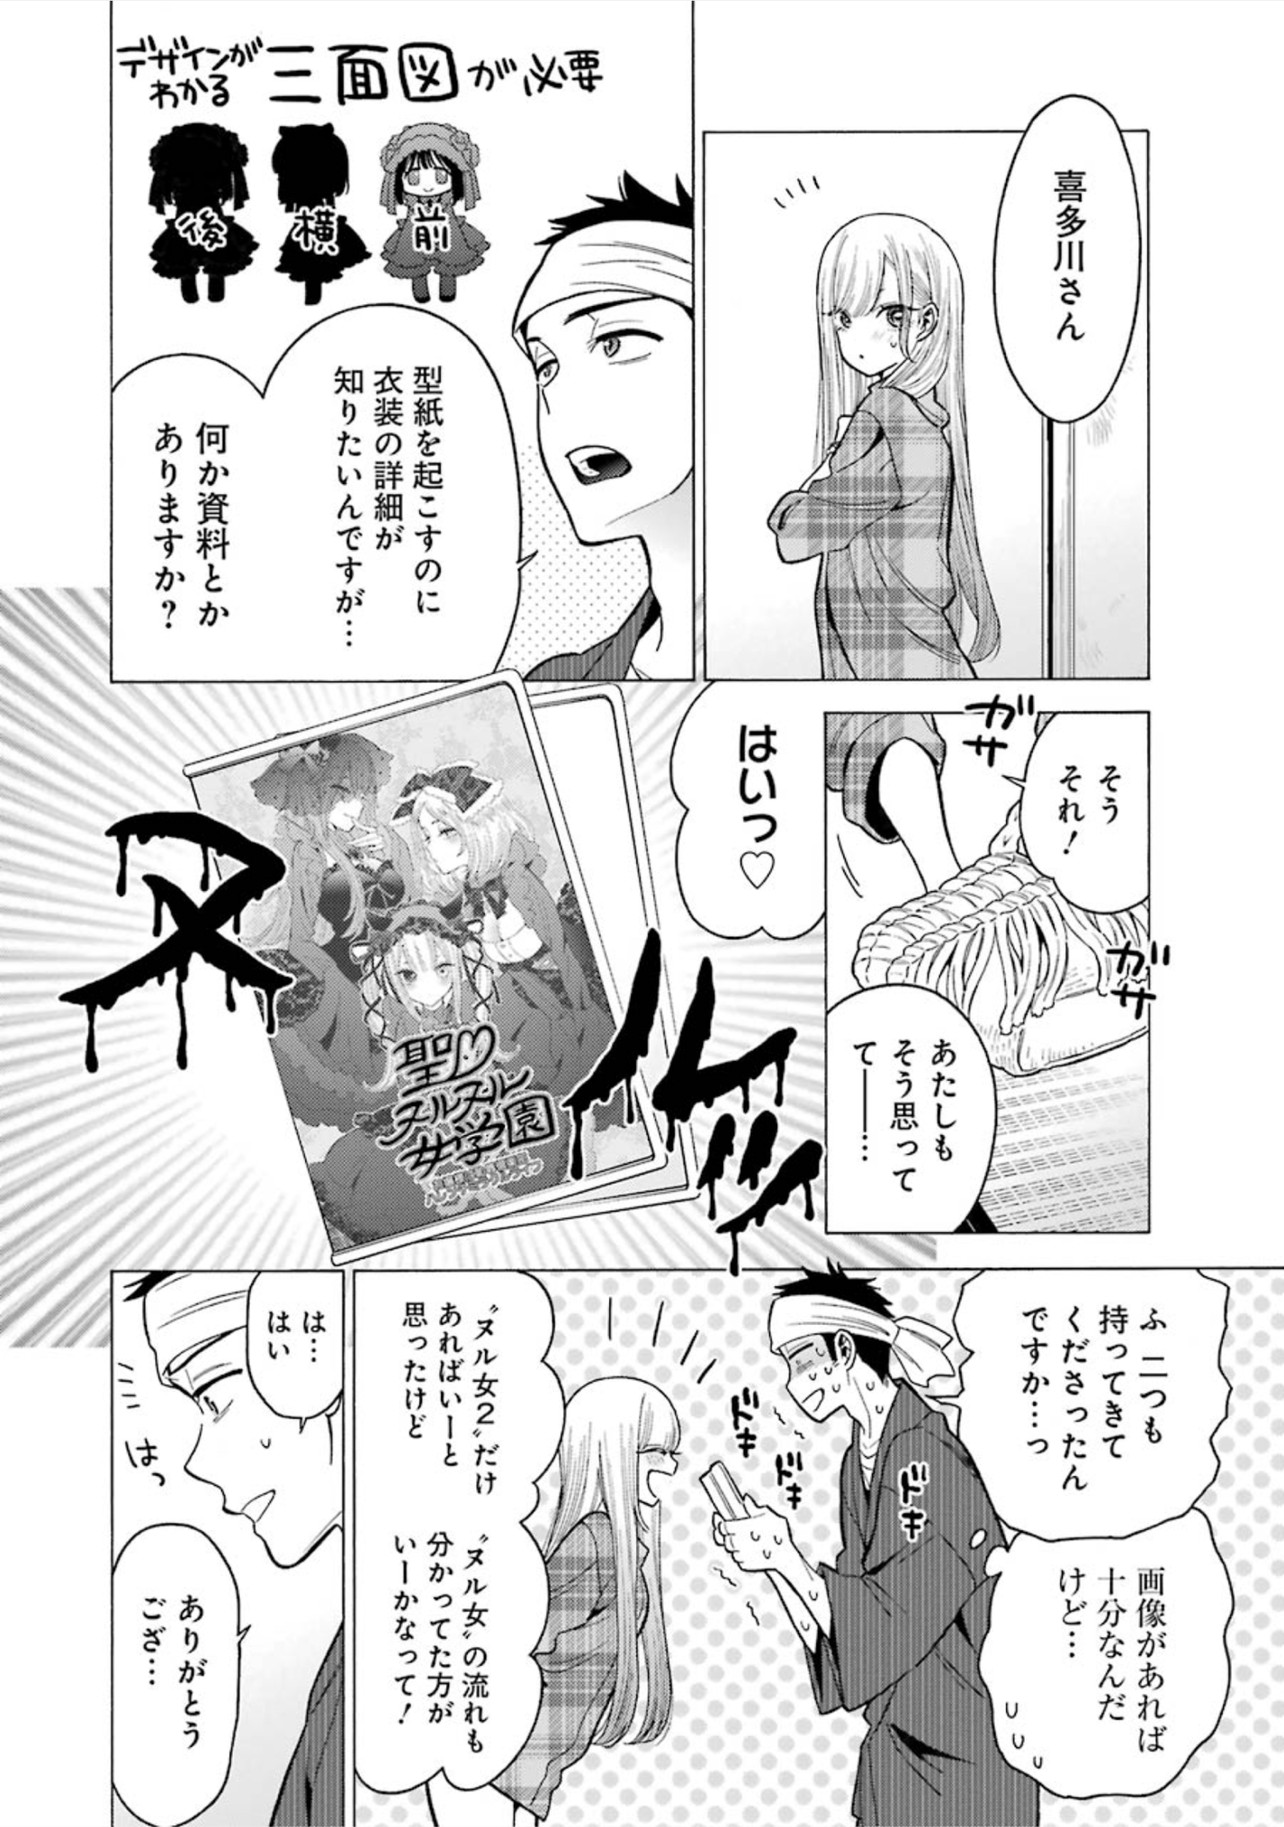 喜多川さん
デザインが
わかる
三面図が必要
後
横
前
型紙を起こすのに
衣装の詳細が
知りたいんですが…
何か資料とか
ありますか？
ガサ
そう
それ！
ガサ
あたしも
そう思って
て――…
はいっ♡
ヌルッ
聖♡
ヌルヌル
女学園
ふ 二つも
持ってきて
くださったん
ですか…っ
画像があれば
十分なんだ
けど…
ドキ
ドキ
ドキ
〝ヌル女2〟だけ
あればいーと
思ったけど
〝ヌル女〟の流れも
分かってた方が
いーかなって！
は…
はい
はっ
ありがとう
ござ…